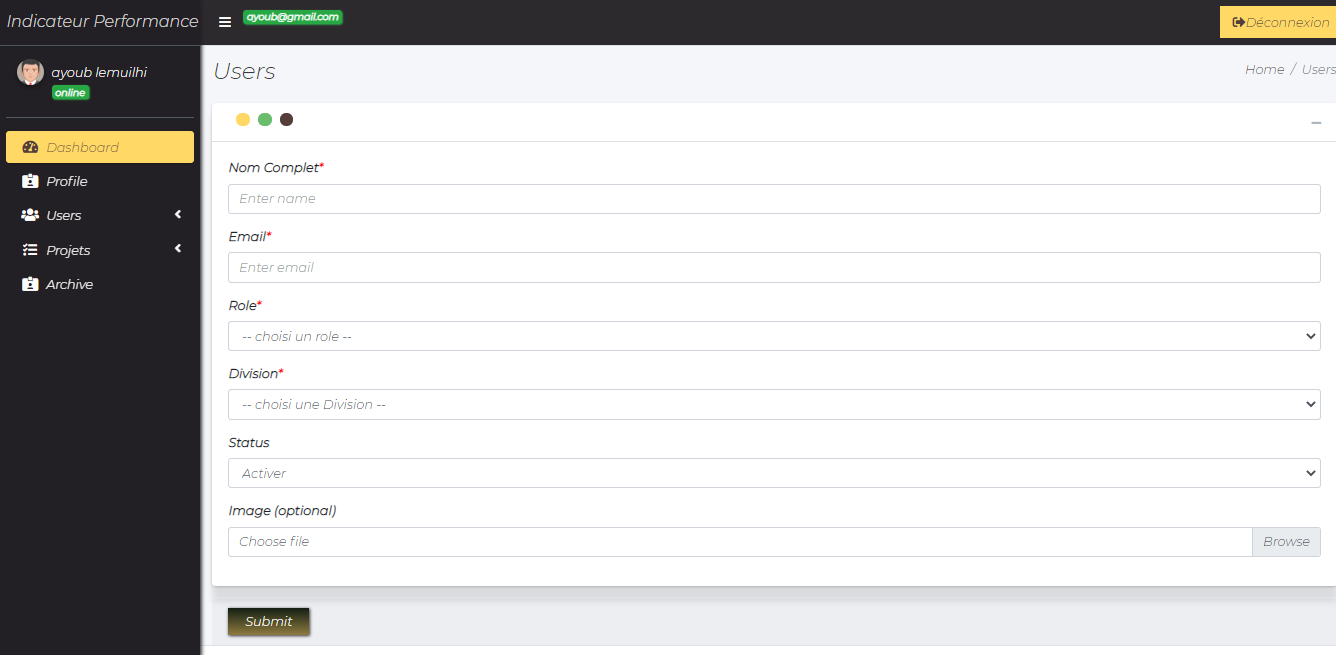 Indicateur Performance
ayoub@gmail.com
Déconnexion
ayoub lemuilhi
online
Dashboard
Profile
Users
Projets
Archive
Users
Home / Users
Nom Complet*
Enter name
Email*
Enter email
Role*
-- choisi un role --
Division*
-- choisi une Division --
Status
Activer
Image (optional)
Choose file
Browse
Submit